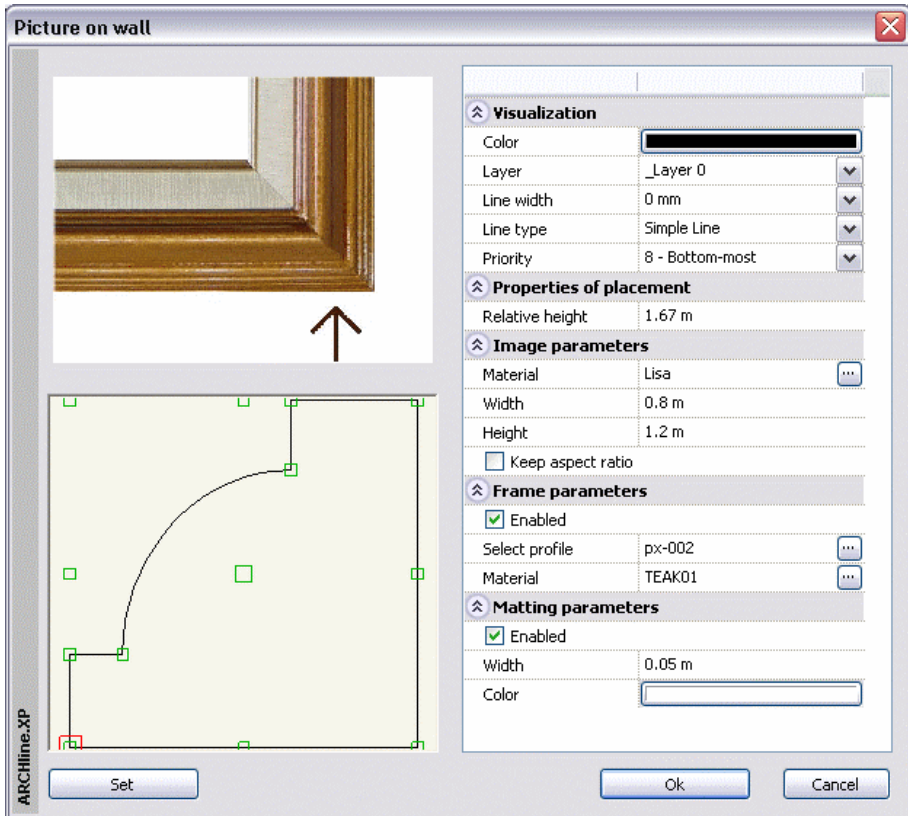 Picture on wall
Visualization
Color
Layer _Layer 0
Line width 0 mm
Line type Simple Line
Priority 8 - Bottom-most
Properties of placement
Relative height 1.67 m
Image parameters
Material Lisa ...
Width 0.8 m
Height 1.2 m
Keep aspect ratio
Frame parameters
Enabled
Select profile px-002 ...
Material TEAK01 ...
Matting parameters
Enabled
Width 0.05 m
Color
ARCHline.XP
Set Ok Cancel